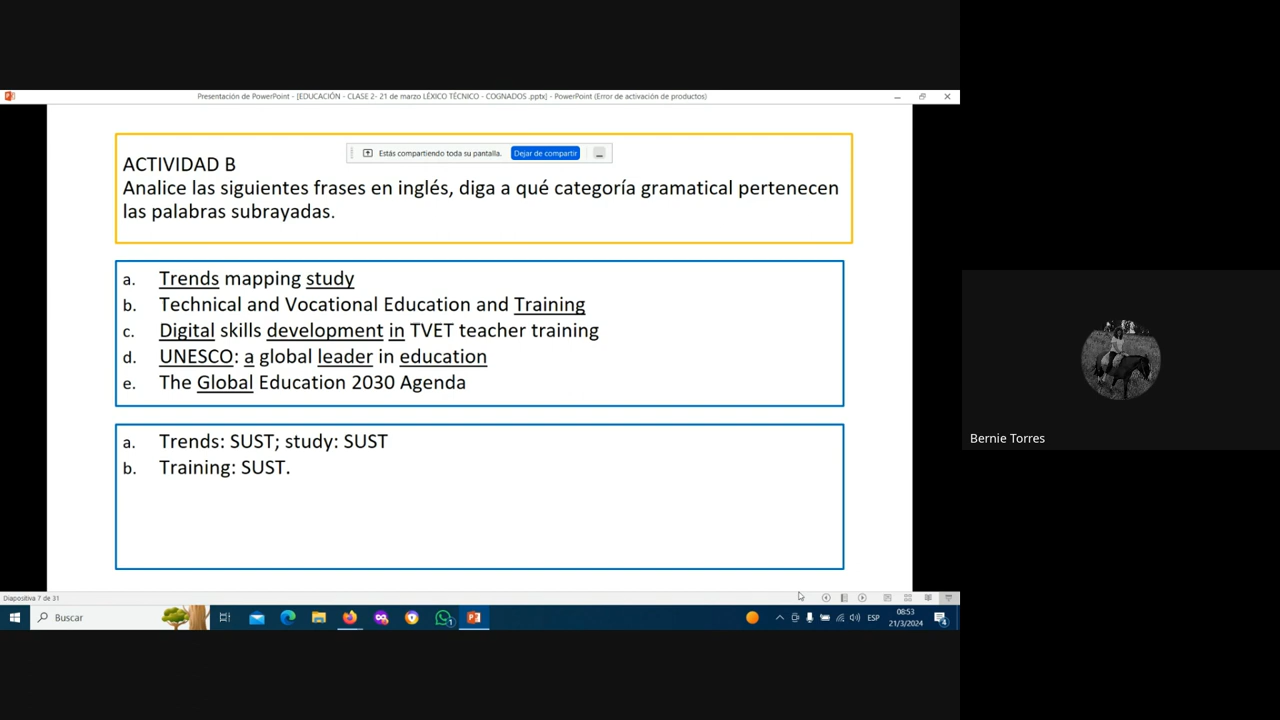 Presentación de PowerPoint - [EDUCACIÓN - CLASE 2- 21 de marzo LÉXICO TÉCNICO - COGNADOS .pptx] - PowerPoint (Error de activación de productos)
Estás compartiendo toda su pantalla. Dejar de compartir
ACTIVIDAD B
Analice las siguientes frases en inglés, diga a qué categoría gramatical pertenecen
las palabras subrayadas.
a. Trends mapping study
b. Technical and Vocational Education and Training
c. Digital skills development in TVET teacher training
d. UNESCO: a global leader in education
e. The Global Education 2030 Agenda
a. Trends: SUST; study: SUST
b. Training: SUST.
Bernie Torres
Diapositiva 7 de 31
Buscar
ESP
08:53
21/3/2024
1
4